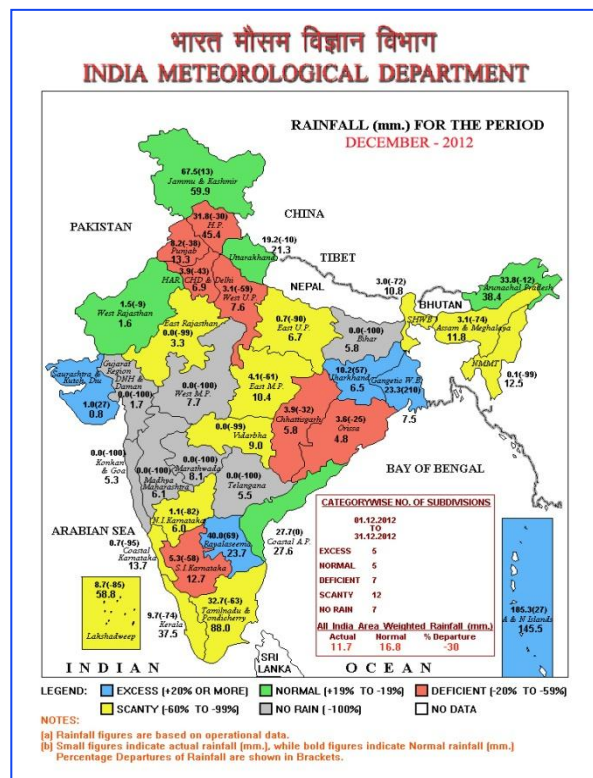 भारत मौसम विज्ञान विभाग
INDIA METEOROLOGICAL DEPARTMENT
RAINFALL (mm.) FOR THE PERIOD
DECEMBER - 2012
67.5(13)
Jammu & Kashmir
59.9
31.8(-30)
H.P.
45.4
CHINA
PAKISTAN
8.2(-38)
Punjab
13.3
19.2(-10)
Uttarakhand
21.3
TIBET
3.9(-43)
HAR. CHD & Delhi
6.9
3.1(-59)
West U.P.
7.6
NEPAL
3.0(-72)
10.8
SHWB
BHUTAN
33.8(-12)
Arunachal Pradesh
38.4
1.5(-9)
West Rajasthan
1.6
East Rajasthan
0.0(-99)
3.3
0.7(-90)
East U.P.
6.7
0.0(-100)
Bihar
5.8
3.1(-74)
Assam & Meghalaya
11.8
NMMT
0.1(-99)
12.5
Saurashtra &
Kutch, Diu
1.0(27)
0.8
Gujarat
Region
DNH &
Daman
0.0(-100)
1.7
0.0(-100)
West M.P.
7.7
4.1(-61)
East M.P.
10.4
10.2(57)
Jharkhand
6.5
Gangetic W.B.
23.3(210)
7.5
3.9(-32)
Chhattisgarh
5.8
3.6(-25)
Orissa
4.8
0.0(-99)
Vidarbha
9.0
0.0(-100)
Konkan
& Goa
5.3
0.0(-100)
Madhya
Maharashtra
6.1
0.0(-100)
Marathwada
8.1
0.0(-100)
Telangana
5.5
BAY OF BENGAL
ARABIAN SEA
1.1(-82)
N.I.Karnataka
6.0
40.0(69)
Rayalaseema
23.7
27.7(0)
Coastal A.P.
27.6
0.7(-95)
Coastal
Karnataka
13.7
5.3(-58)
S.I.Karnataka
12.7
8.7(-85)
58.8
Lakshadweep
9.7(-74)
Kerala
37.5
32.7(-63)
Tamilnadu &
Pondicherry
88.0
SRI
LANKA
INDIAN OCEAN
185.3(27)
A & N Islands
145.5
CATEGORYWISE NO. OF SUBDIVISIONS
01.12.2012
TO
31.12.2012
EXCESS 5
NORMAL 5
DEFICIENT 7
SCANTY 12
NO RAIN 7
All India Area Weighted Rainfall (mm.)
Actual Normal % Departure
11.7 16.8 -30
LEGEND: EXCESS (+20% OR MORE) NORMAL (+19% TO -19%) DEFICIENT (-20% TO -59%)
SCANTY (-60% TO -99%) NO RAIN (-100%) NO DATA
NOTES:
(a) Rainfall figures are based on operational data.
(b) Small figures indicate actual rainfall (mm.), while bold figures indicate Normal rainfall (mm.)
Percentage Departures of Rainfall are shown in Brackets.